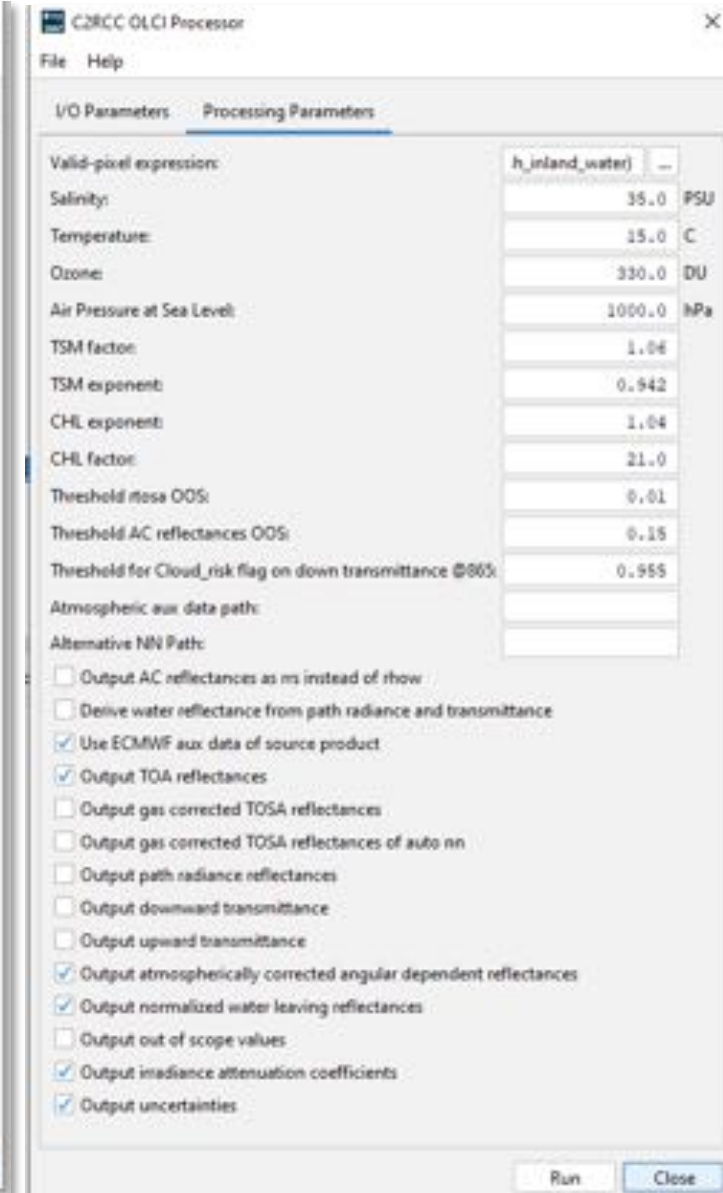 C2RCC OLCI Processor
File Help
I/O Parameters Processing Parameters
Valid-pixel expression: h_inland_water) ...
Salinity: 35.0 PSU
Temperature: 15.0 C
Ozone: 330.0 DU
Air Pressure at Sea Level: 1000.0 hPa
TSM factor: 1.06
TSM exponent: 0.942
CHL exponent: 1.04
CHL factor: 21.0
Threshold rtosa OOS: 0.01
Threshold AC reflectances OOS: 0.15
Threshold for Cloud_risk flag on down transmittance @865: 0.955
Atmospheric aux data path:
Alternative NN Path:
Output AC reflectances as rrs instead of rhow
Derive water reflectance from path radiance and transmittance
Use ECMWF aux data of source product
Output TOA reflectances
Output gas corrected TOSA reflectances
Output gas corrected TOSA reflectances of auto nn
Output path radiance reflectances
Output downward transmittance
Output upward transmittance
Output atmospherically corrected angular dependent reflectances
Output normalized water leaving reflectances
Output out of scope values
Output irradiance attenuation coefficients
Output uncertainties
Run Close